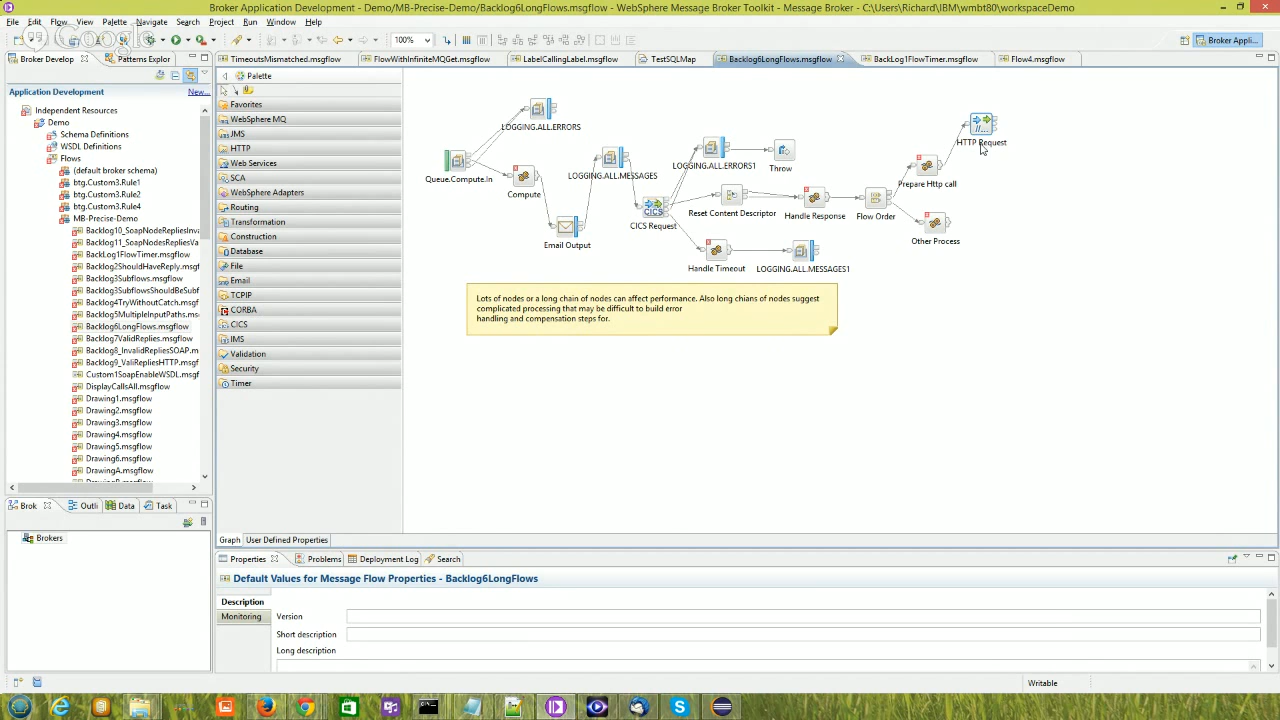 Broker Application Development - Demo/MB-Precise-Demo/Backlog6LongFlows.msgflow - WebSphere Message Broker Toolkit - Message Broker - C:\Users\Richard\IBM\wmbt80\workspaceDemo
File Edit Flow View Palette Navigate Search Project Run Window Help
100%
Broker Appli...
Broker Develop
Patterns Explor
TimeoutsMismatched.msgflow
FlowWithInfiniteMQGet.msgflow
LabelCallingLabel.msgflow
TestSQLMap
Backlog6LongFlows.msgflow
BackLog1FlowTimer.msgflow
Flow4.msgflow
Application Development
New...
Independent Resources
Demo
Schema Definitions
WSDL Definitions
Flows
(default broker schema)
btg.Custom3.Rule1
btg.Custom3.Rule2
btg.Custom3.Rule4
MB-Precise-Demo
Backlog10_SoapNodeRepliesInva
Backlog11_SoapNodeRepliesVa
BackLog1FlowTimer.msgflow
Backlog2ShouldHaveReply.msgf
Backlog3Subflows.msgflow
Backlog3SubflowsShouldBeSubf
Backlog4TryWithoutCatch.msgf
Backlog5MultipleInputPaths.ms
Backlog6LongFlows.msgflow
Backlog7ValidReplies.msgflow
Backlog8_InvalidRepliesSOAP.m
Backlog9_ValiRepliesHTTP.msgf
Custom1SoapEnableWSDL.msgf
DisplayCallsAll.msgflow
Drawing1.msgflow
Drawing2.msgflow
Drawing3.msgflow
Drawing4.msgflow
Drawing5.msgflow
Drawing6.msgflow
DrawingA.msgflow
Palette
Favorites
WebSphere MQ
JMS
HTTP
Web Services
SCA
WebSphere Adapters
Routing
Transformation
Construction
Database
File
Email
TCPIP
CORBA
CICS
IMS
Validation
Security
Timer
LOGGING.ALL.ERRORS
Queue.Compute.In
Compute
LOGGING.ALL.MESSAGES
Email Output
CICS Request
LOGGING.ALL.ERRORS1
Throw
Reset Content Descriptor
Handle Response
Flow Order
Prepare Http call
HTTP Request
Other Process
Handle Timeout
LOGGING.ALL.MESSAGES1
Lots of nodes or a long chain of nodes can affect performance. Also long chians of nodes suggest
complicated processing that may be difficult to build error
handling and compensation steps for.
Graph
User Defined Properties
Brok
Outli
Data
Task
Brokers
Properties
Problems
Deployment Log
Search
Default Values for Message Flow Properties - Backlog6LongFlows
Description
Monitoring
Version
Short description
Long description
Writable